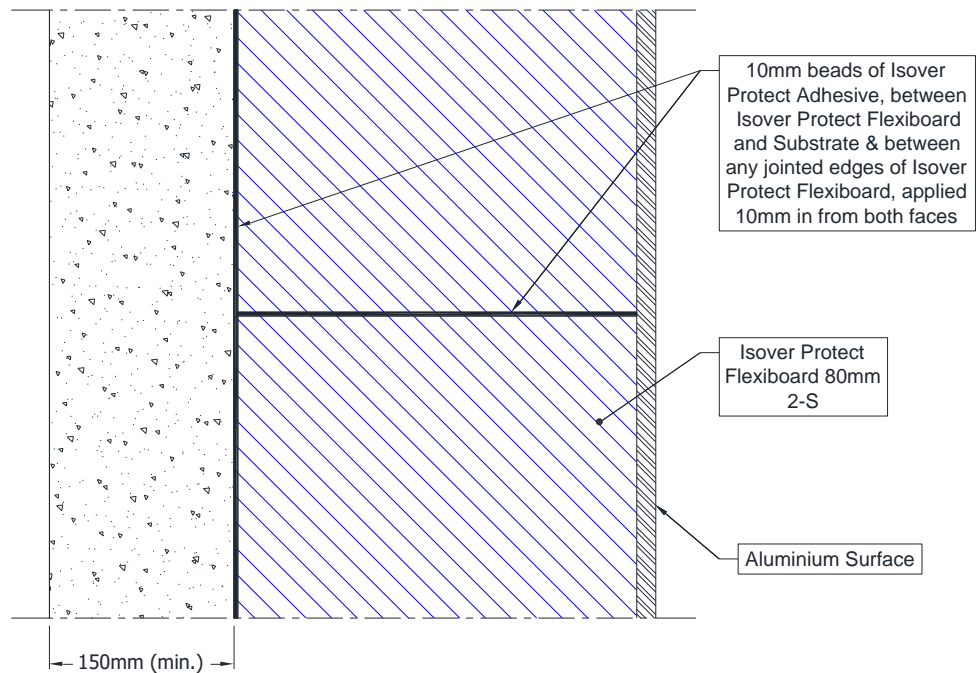 10mm beads of Isover
Protect Adhesive, between
Isover Protect Flexiboard
and Substrate & between
any jointed edges of Isover
Protect Flexiboard, applied
10mm in from both faces
Isover Protect
Flexiboard 80mm
2-S
Aluminium Surface
150mm (min.)